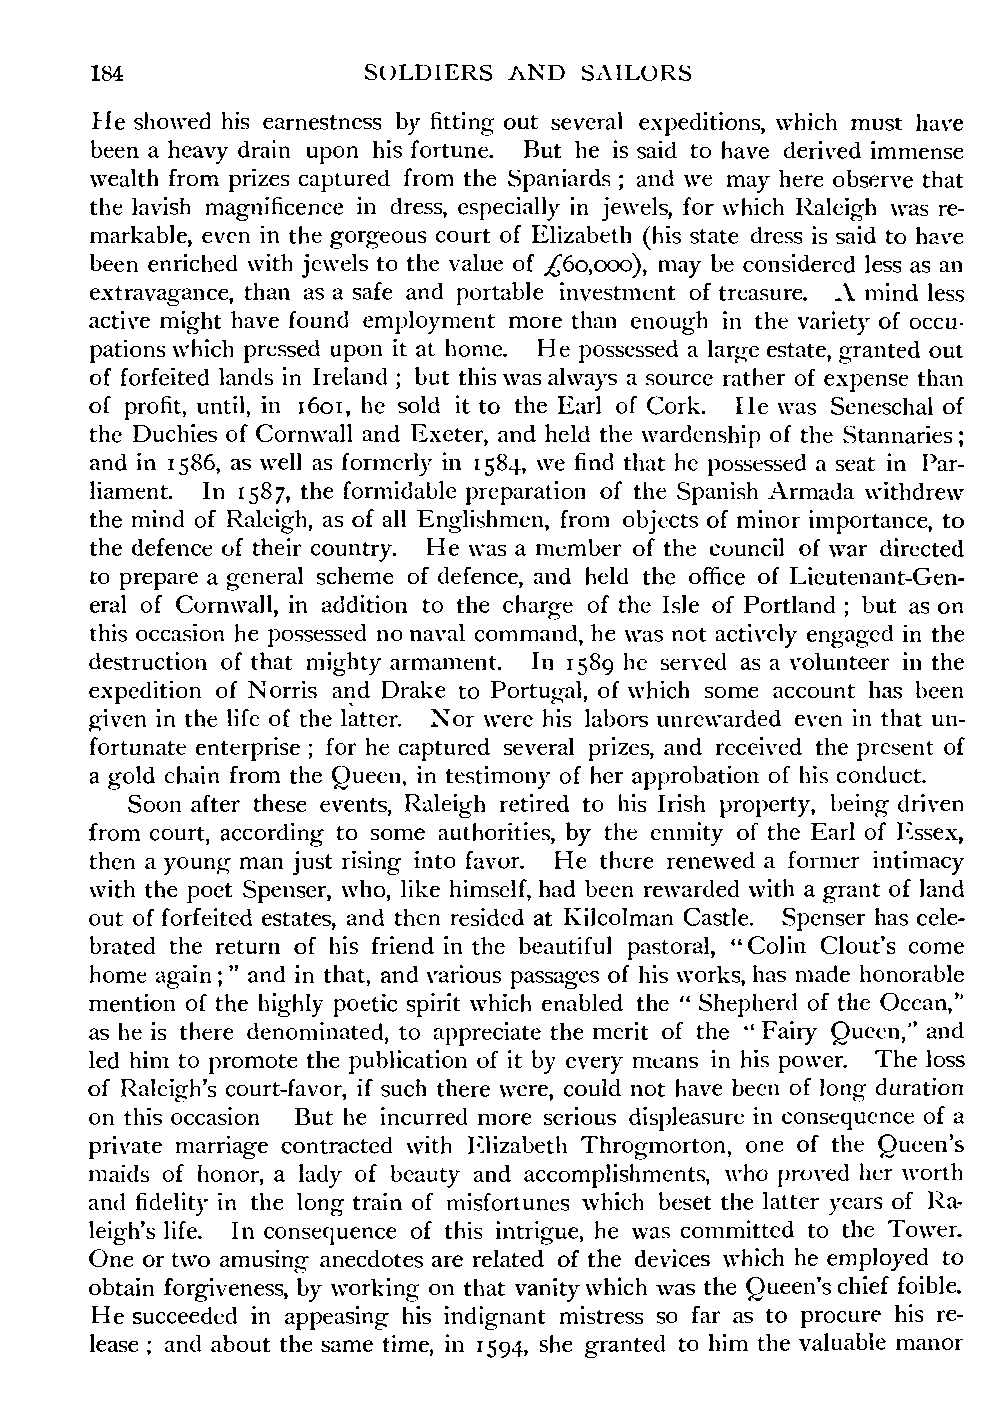 184 SOLDIERS AND SAILORS
He showed his earnestness by fitting out several expeditions, which must have
been a heavy drain upon his fortune. But he is said to have derived immense
wealth from prizes captured from the Spaniards ; and we may here observe that
the lavish magnificence in dress, especially in jewels, for which Raleigh was re-
markable, even in the gorgeous court of Elizabeth (his state dress is said to have
been enriched with jewels to the value of £60,000), may be considered less as an
extravagance, than as a safe and portable investment of treasure. A mind less
active might have found employment more than enough in the variety of occu-
pations which pressed upon it at home. He possessed a large estate, granted out
of forfeited lands in Ireland ; but this was always a source rather of expense than
of profit, until, in 1601, he sold it to the Earl of Cork. He was Seneschal of
the Duchies of Cornwall and Exeter, and held the wardenship of the Stannaries ;
and in 1586, as well as formerly in 1584, we find that he possessed a seat in Par-
liament. In 1587, the formidable preparation of the Spanish Armada withdrew
the mind of Raleigh, as of all Englishmen, from objects of minor importance, to
the defence of their country. He was a member of the council of war directed
to prepare a general scheme of defence, and held the office of Lieutenant-Gen-
eral of Cornwall, in addition to the charge of the Isle of Portland ; but as on
this occasion he possessed no naval command, he was not actively engaged in the
destruction of that mighty armament. In 1589 he served as a volunteer in the
expedition of Norris and Drake to Portugal, of which some account has been
given in the life of the latter. Nor were his labors unrewarded even in that un-
fortunate enterprise ; for he captured several prizes, and received the present of
a gold chain from the Queen, in testimony of her approbation of his conduct.
Soon after these events, Raleigh retired to his Irish property, being driven
from court, according to some authorities, by the enmity of the Earl of Essex,
then a young man just rising into favor. He there renewed a former intimacy
with the poet Spenser, who, like himself, had been rewarded with a grant of land
out of forfeited estates, and then resided at Kilcolman Castle. Spenser has cele-
brated the return of his friend in the beautiful pastoral, "Colin Clout's come
home again ;" and in that, and various passages of his works, has made honorable
mention of the highly poetic spirit which enabled the " Shepherd of the Ocean,"
as he is there denominated, to appreciate the merit of the " Fairy Queen," and
led him to promote the publication of it by every means in his power. The loss
of Raleigh's court-favor, if such there were, could not have been of long duration
on this occasion But he incurred more serious displeasure in consequence of a
private marriage contracted with Elizabeth Throgmorton, one of the Queen's
maids of honor, a lady of beauty and accomplishments, who proved her worth
and fidelity in the long train of misfortunes which beset the latter years of Ra-
leigh's life. In consequence of this intrigue, he was committed to the Tower.
One or two amusing anecdotes are related of the devices which he employed to
obtain forgiveness, by working on that vanity which was the Queen's chief foible.
He succeeded in appeasing his indignant mistress so far as to procure his re-
lease ; and about the same time, in 1594, she granted to him the valuable manor